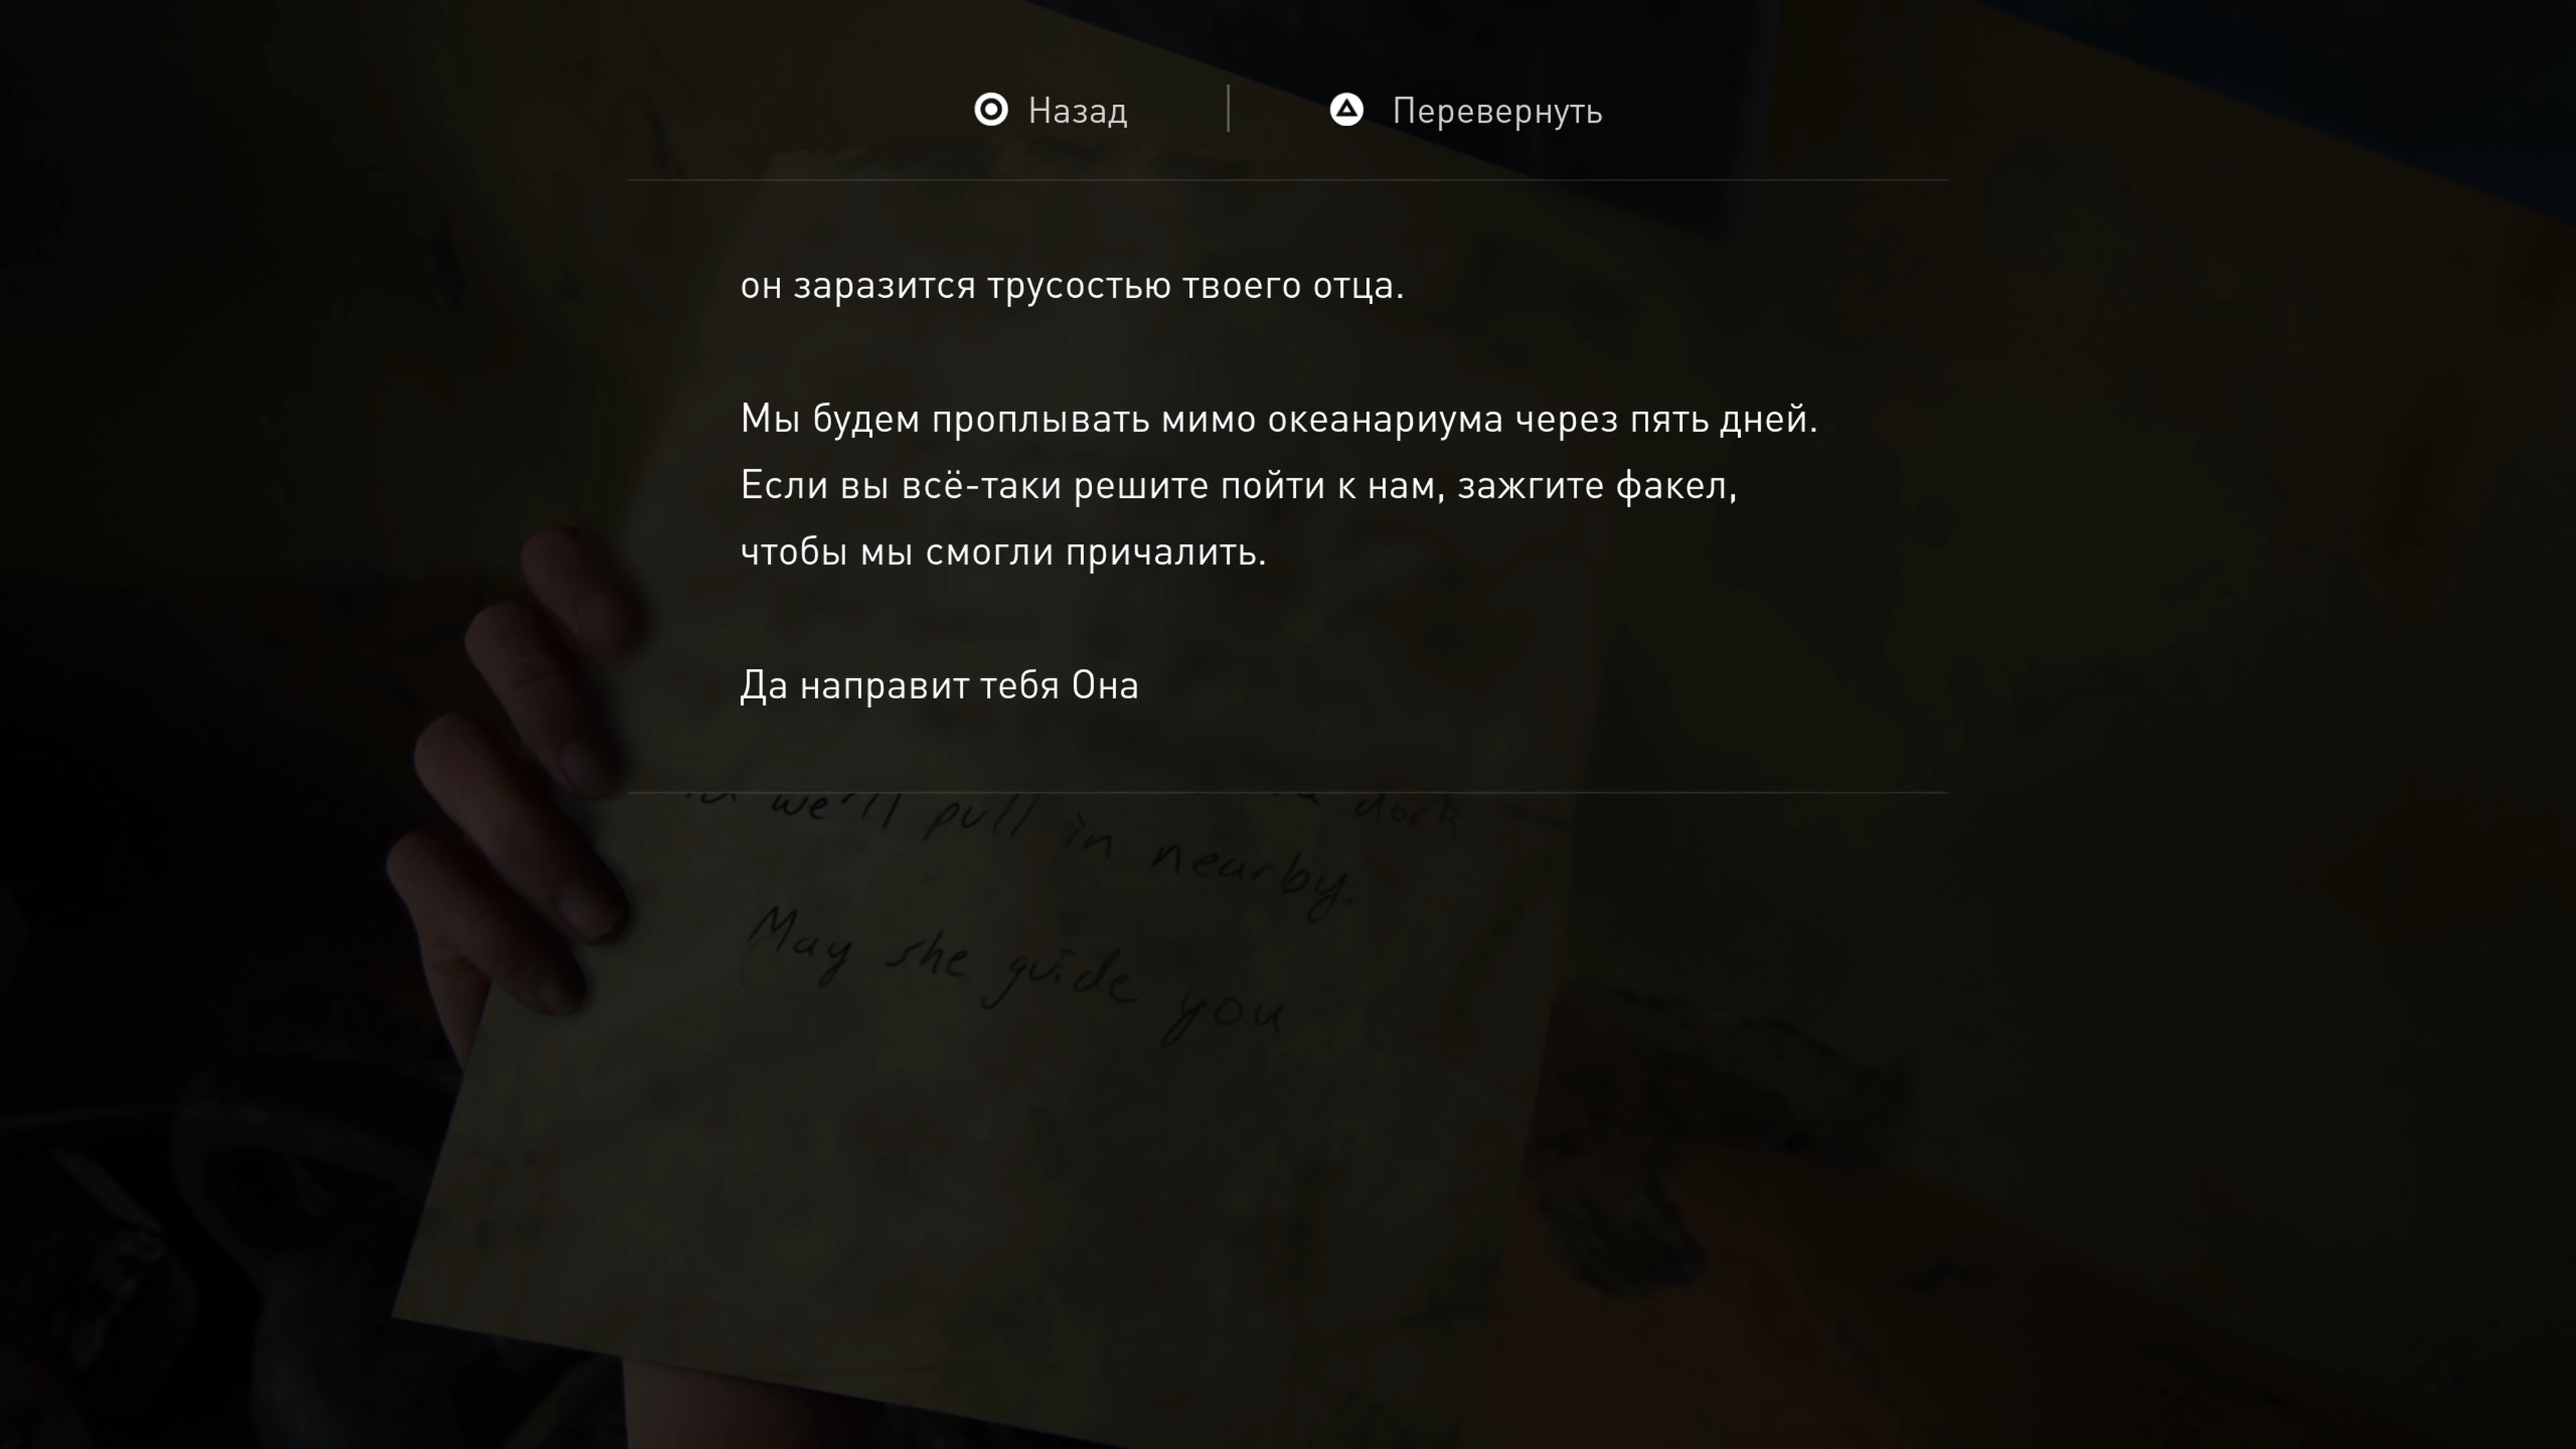 Назад
Перевернуть
он заразится трусостью твоего отца.
Мы будем проплывать мимо океанариума через пять дней.
Если вы всё-таки решите пойти к нам, зажгите факел,
чтобы мы смогли причалить.
Да направит тебя Она
we'll pull in nearby.
dock
May she guide you